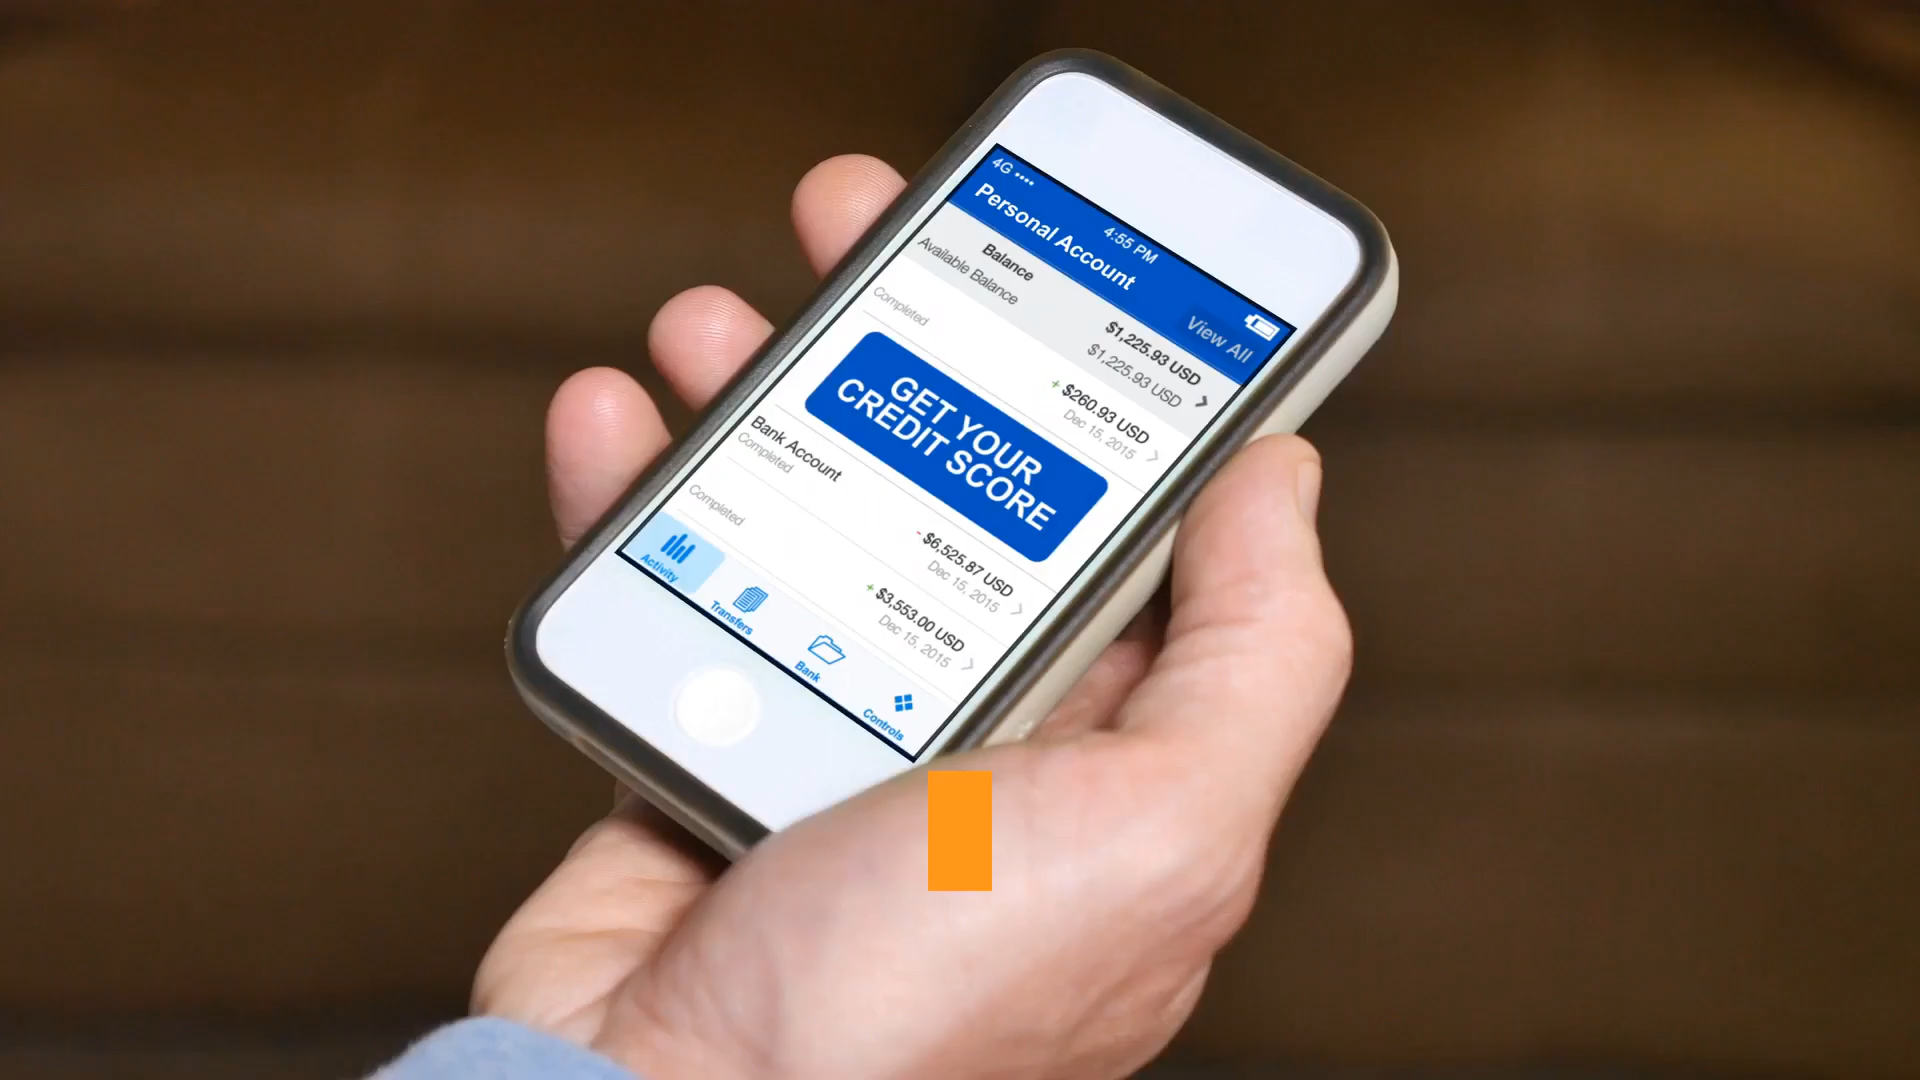 4G
4:55 PM
Personal Account
View All
Balance
$1,225.93 USD
Available Balance
$1,225.93 USD
+ $260.93 USD
Completed
Dec 15, 2015
GET YOUR
CREDIT SCORE
Bank Account
- $6,525.87 USD
Completed
Dec 15, 2015
+ $3,553.00 USD
Completed
Dec 15, 2015
Activity
Transfers
Bank
Controls